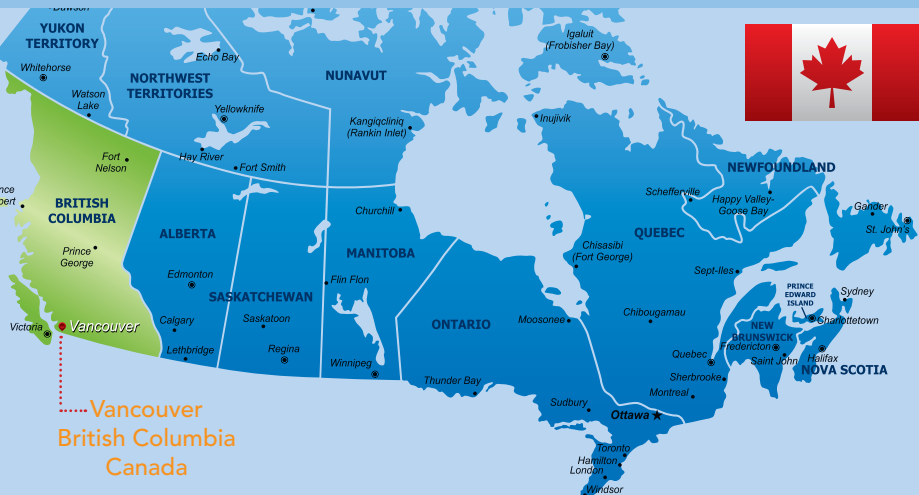 Dawson
YUKON
TERRITORY
Whitehorse
Watson
Lake
Echo Bay
NORTHWEST
TERRITORIES
Yellowknife
Hay River
Fort Smith
NUNAVUT
Kangiqcliniq
(Rankin Inlet)
Igaluit
(Frobisher Bay)
Inujivik
Fort
Nelson
BRITISH
COLUMBIA
Prince
George
Victoria
Vancouver
ALBERTA
Edmonton
Calgary
Lethbridge
SASKATCHEWAN
Saskatoon
Regina
Churchill
MANITOBA
Flin Flon
Winnipeg
ONTARIO
Thunder Bay
Moosonee
Sudbury
Ottawa
Toronto
Hamilton
London
Windsor
QUEBEC
Schefferville
Chisasibi
(Fort George)
Sept-Iles
Chibougamau
Quebec
Sherbrooke
Montreal
NEWFOUNDLAND
Happy Valley-
Goose Bay
Gander
St. John's
PRINCE
EDWARD
ISLAND
Sydney
Charlottetown
NEW
BRUNSWICK
Fredericton
Saint John
Halifax
NOVA SCOTIA
Vancouver
British Columbia
Canada